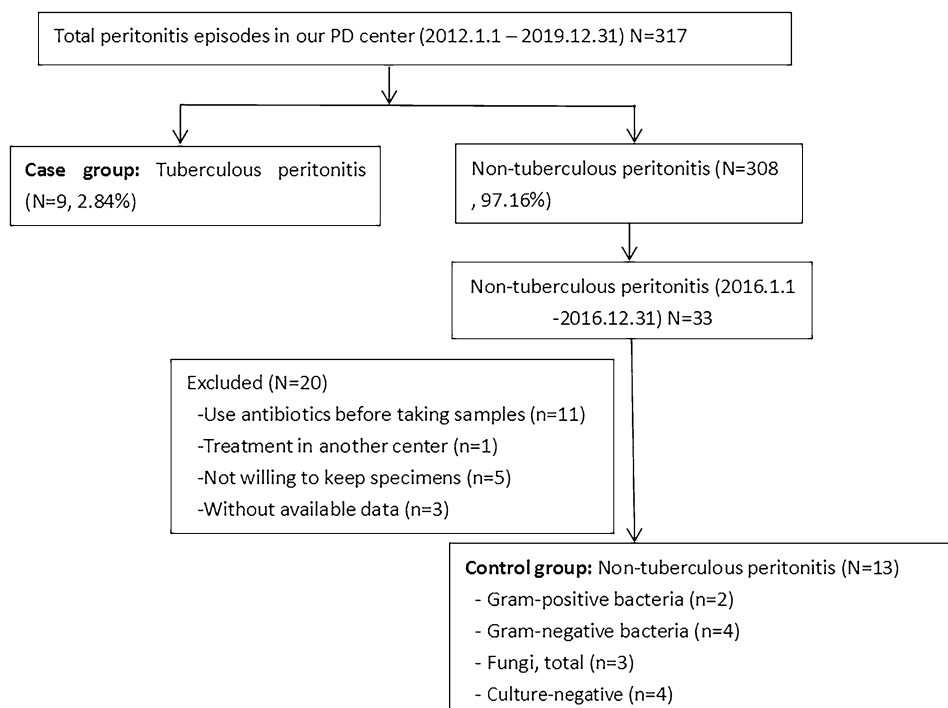 Total peritonitis episodes in our PD center (2012.1.1 – 2019.12.31) N=317
Case group: Tuberculous peritonitis
(N=9, 2.84%)
Non-tuberculous peritonitis (N=308
, 97.16%)
Non-tuberculous peritonitis (2016.1.1
-2016.12.31) N=33
Excluded (N=20)
-Use antibiotics before taking samples (n=11)
-Treatment in another center (n=1)
-Not willing to keep specimens (n=5)
-Without available data (n=3)
Control group: Non-tuberculous peritonitis (N=13)
- Gram-positive bacteria (n=2)
- Gram-negative bacteria (n=4)
- Fungi, total (n=3)
- Culture-negative (n=4)